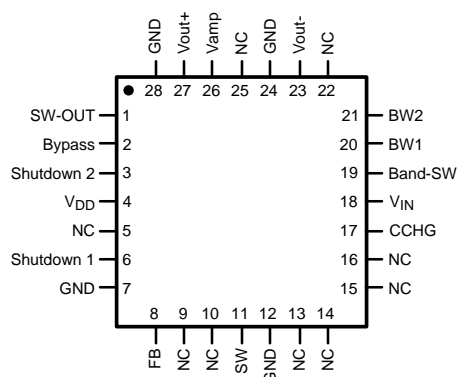 GND Vout+ Vamp NC GND Vout- NC
28 27 26 25 24 23 22
SW-OUT 1 21 BW2
Bypass 2 20 BW1
Shutdown 2 3 19 Band-SW
VDD 4 18 VIN
NC 5 17 CCHG
Shutdown 1 6 16 NC
GND 7 15 NC
8 9 10 11 12 13 14
FB NC NC SW GND NC NC